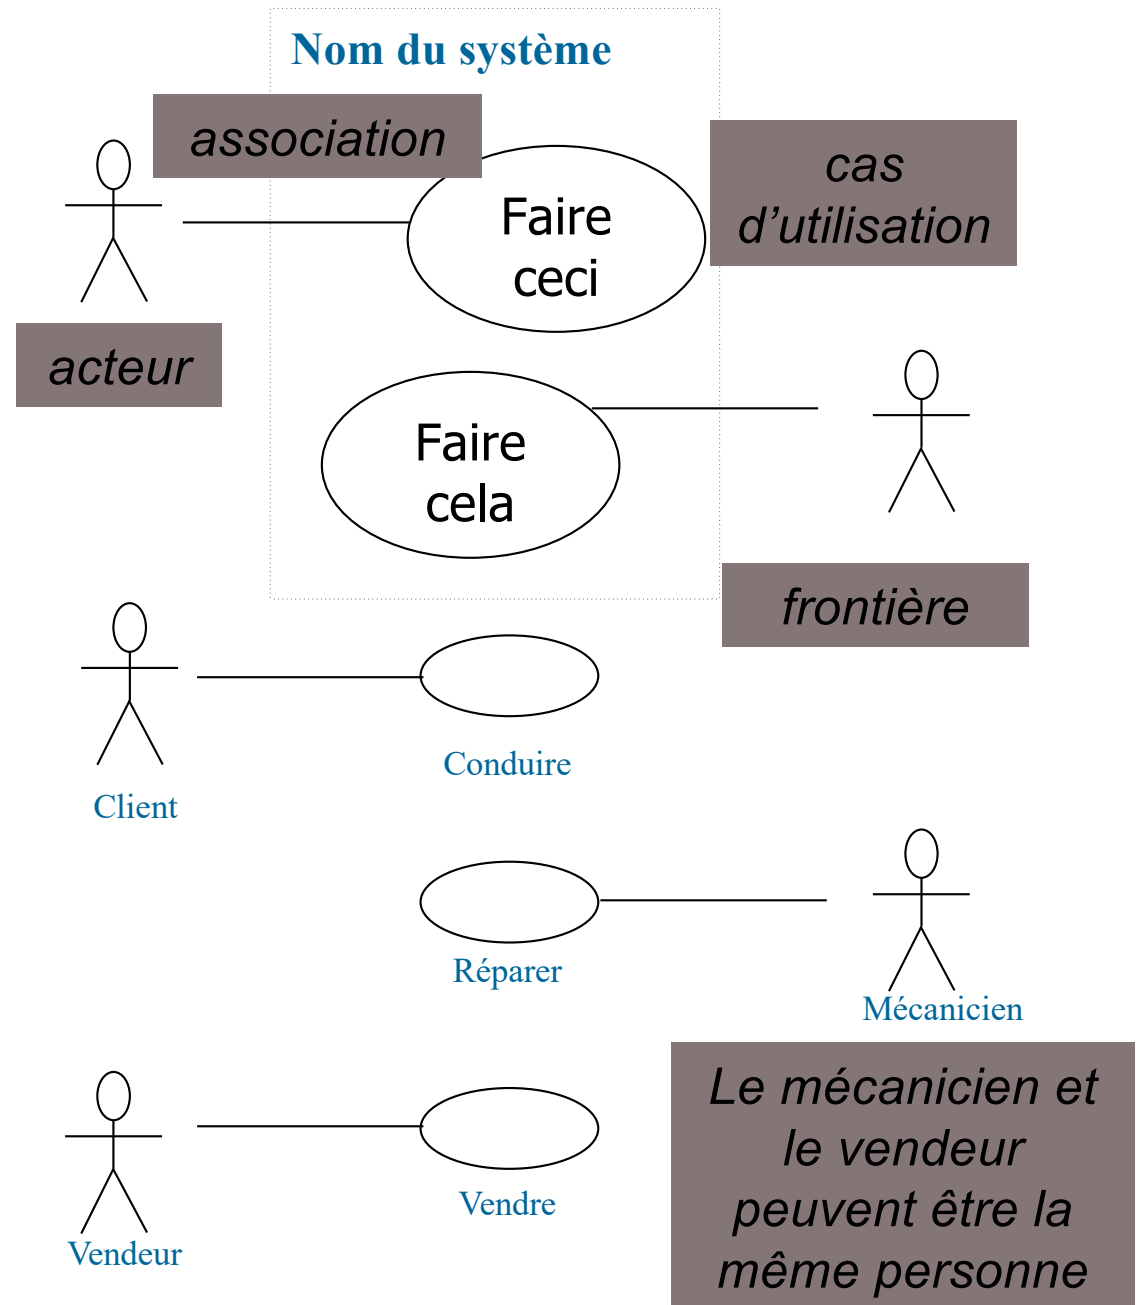 Nom du système
association
cas
d’utilisation
Faire
ceci
acteur
Faire
cela
frontière
Conduire
Client
Réparer
Mécanicien
Le mécanicien et
le vendeur
peuvent être la
même personne
Vendre
Vendeur